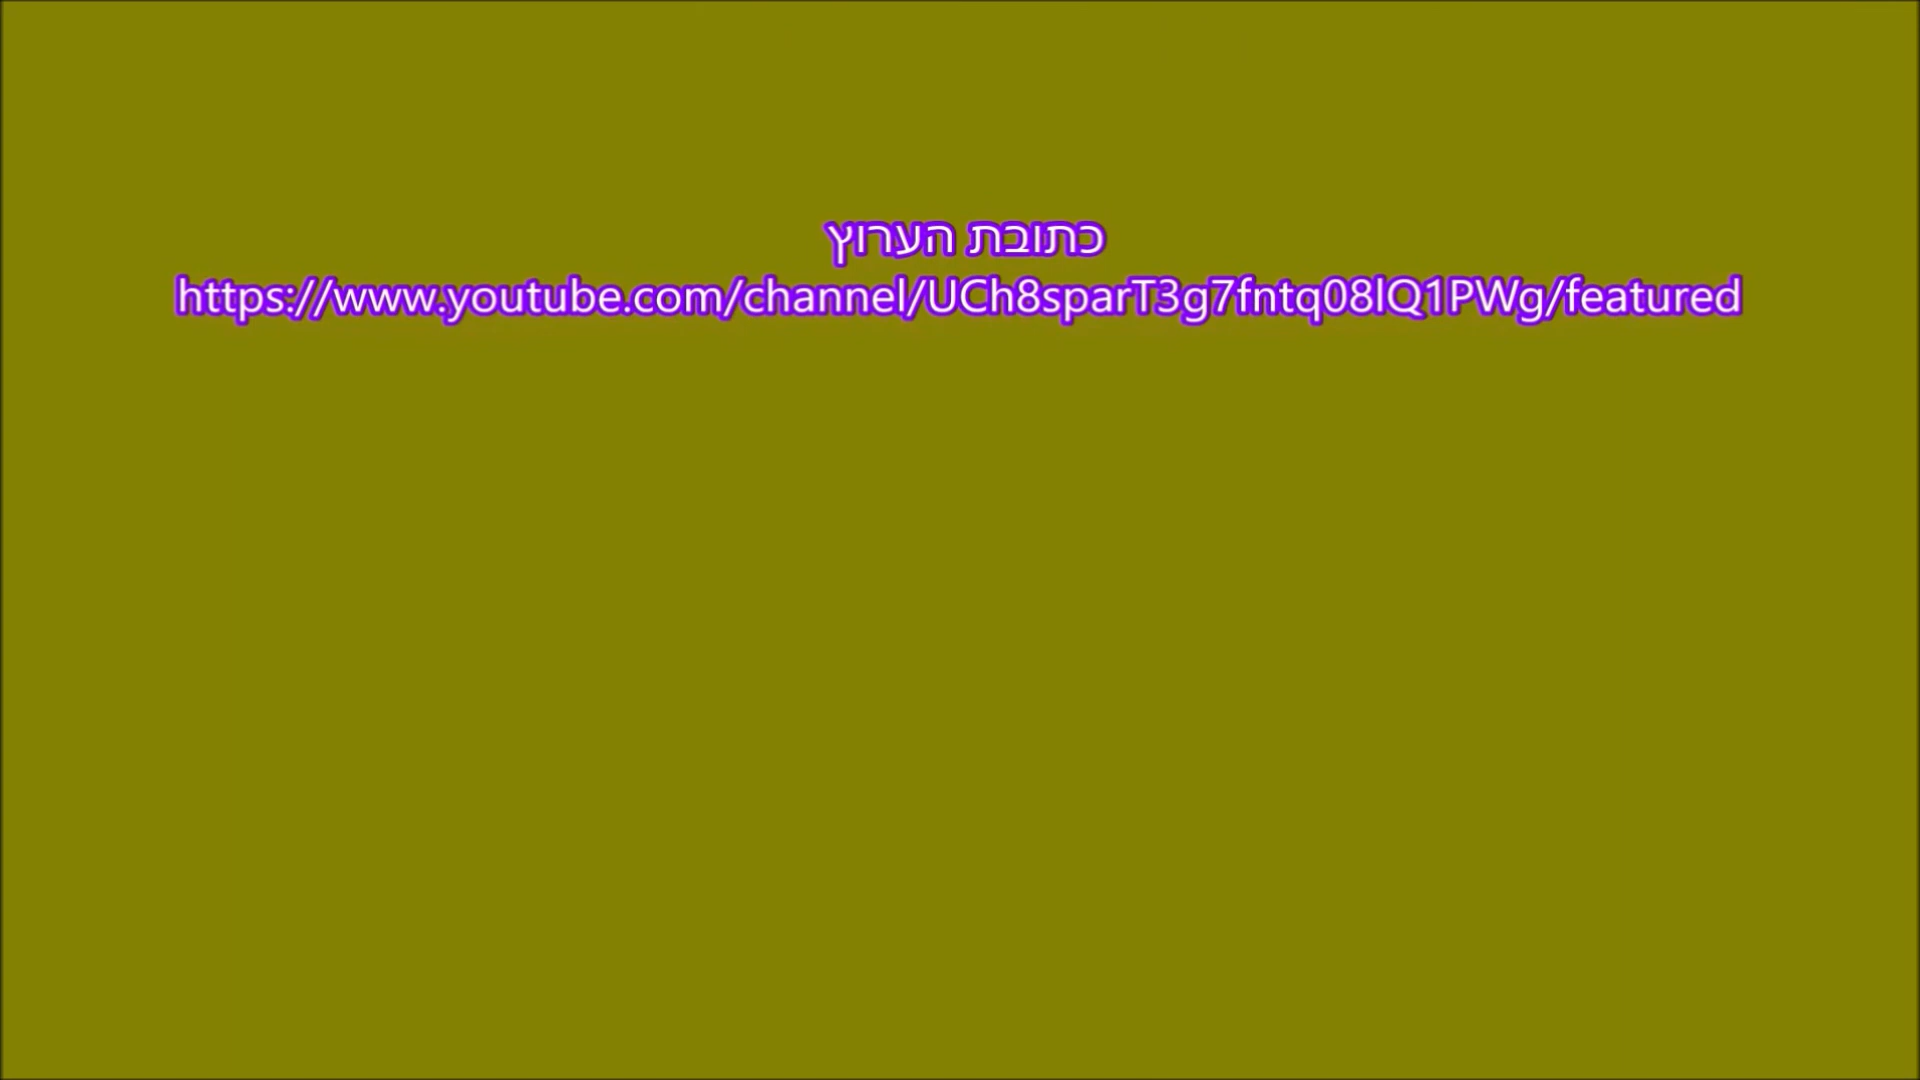 כתובת הערוץ
https://www.youtube.com/channel/UCh8sparT3g7fntq08lQ1PWg/featured